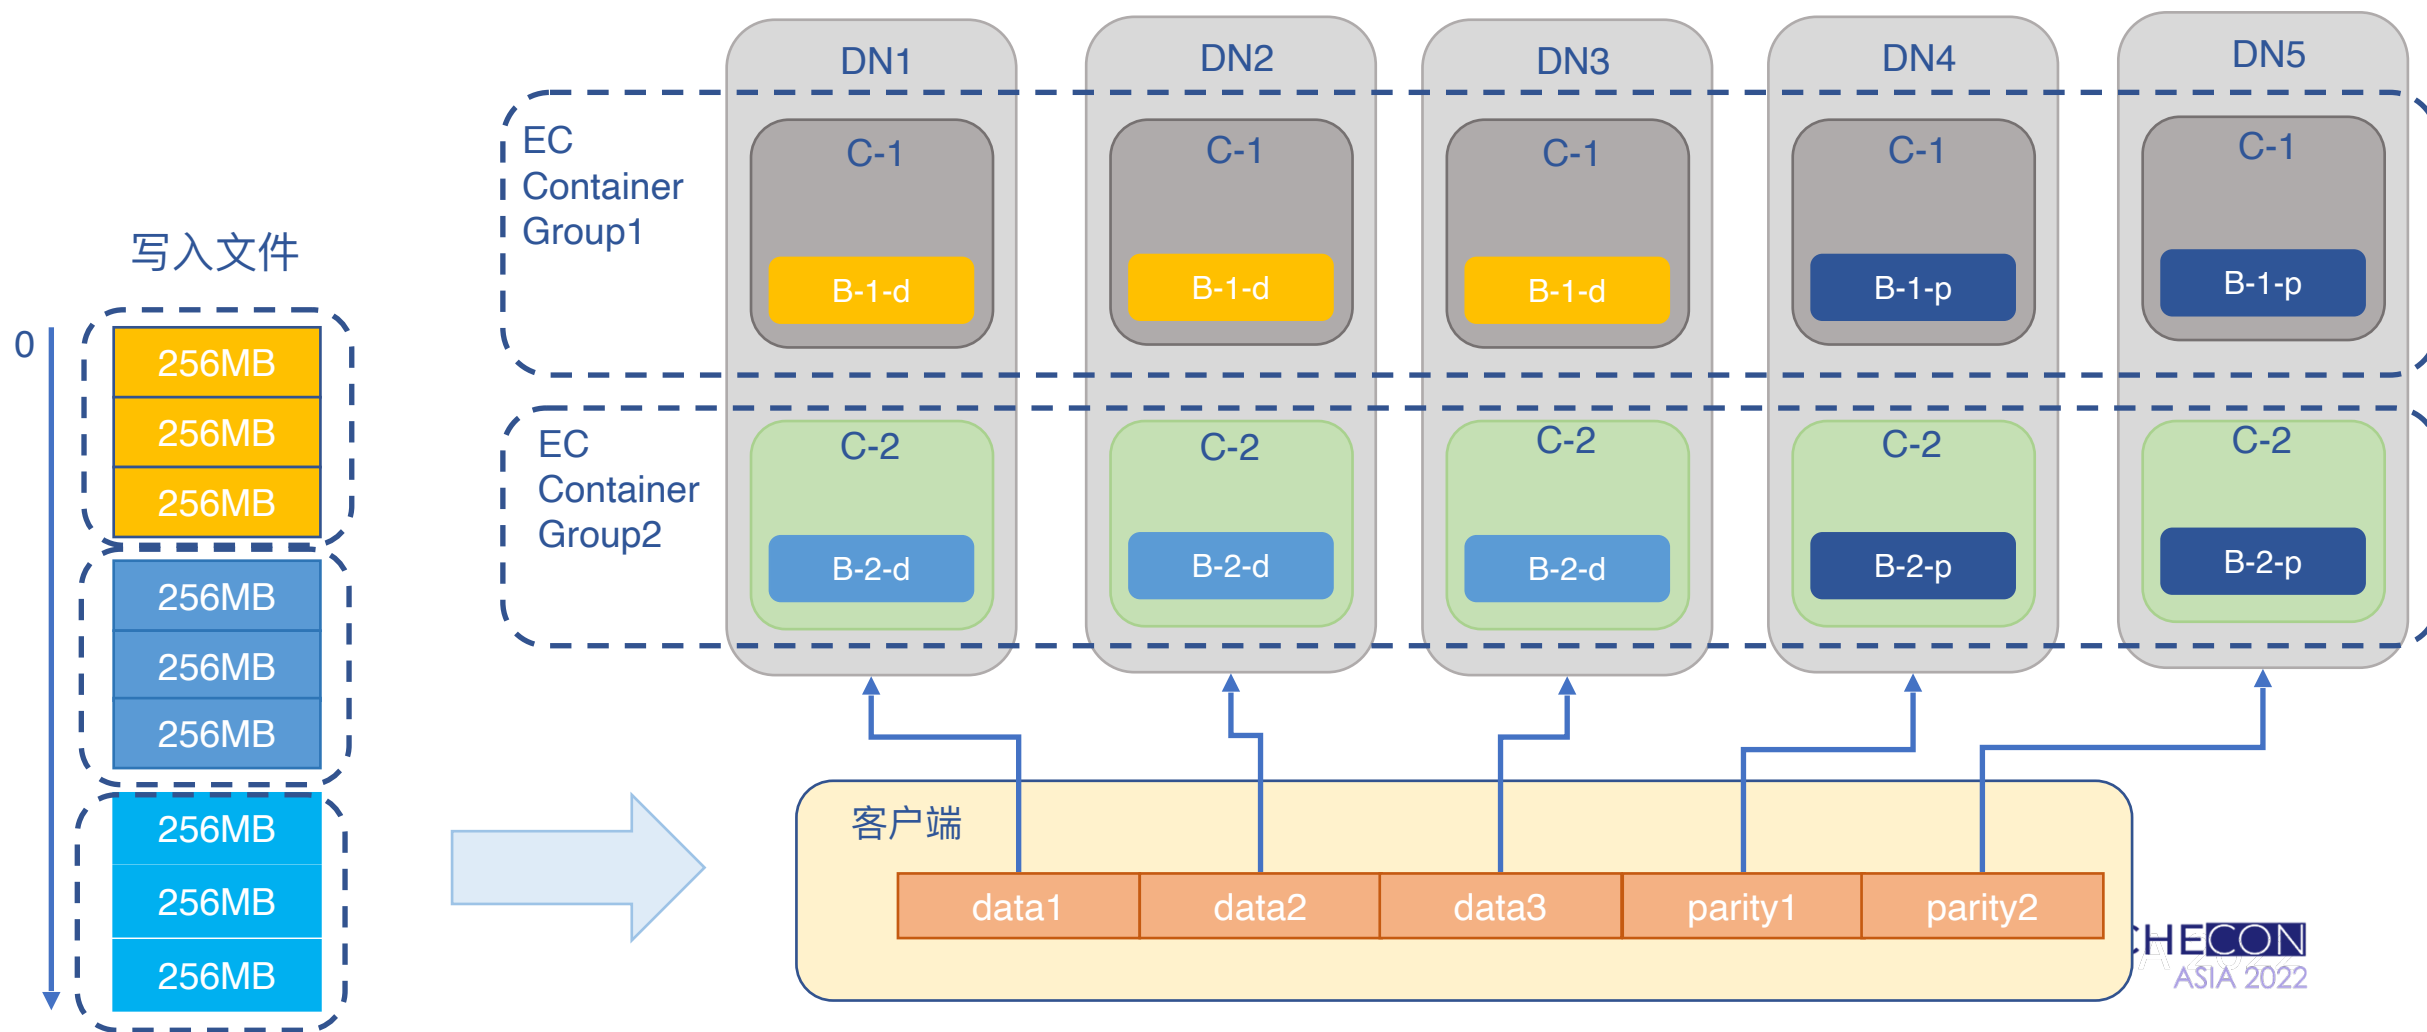 写入文件
0
256MB
256MB
256MB
256MB
256MB
256MB
256MB
256MB
256MB
DN1
DN2
DN3
DN4
DN5
EC
Container
Group1
C-1
C-1
C-1
C-1
C-1
B-1-d
B-1-d
B-1-d
B-1-p
B-1-p
EC
Container
Group2
C-2
C-2
C-2
C-2
C-2
B-2-d
B-2-d
B-2-d
B-2-p
B-2-p
客户端
data1
data2
data3
parity1
parity2
HECON
ASIA 2022